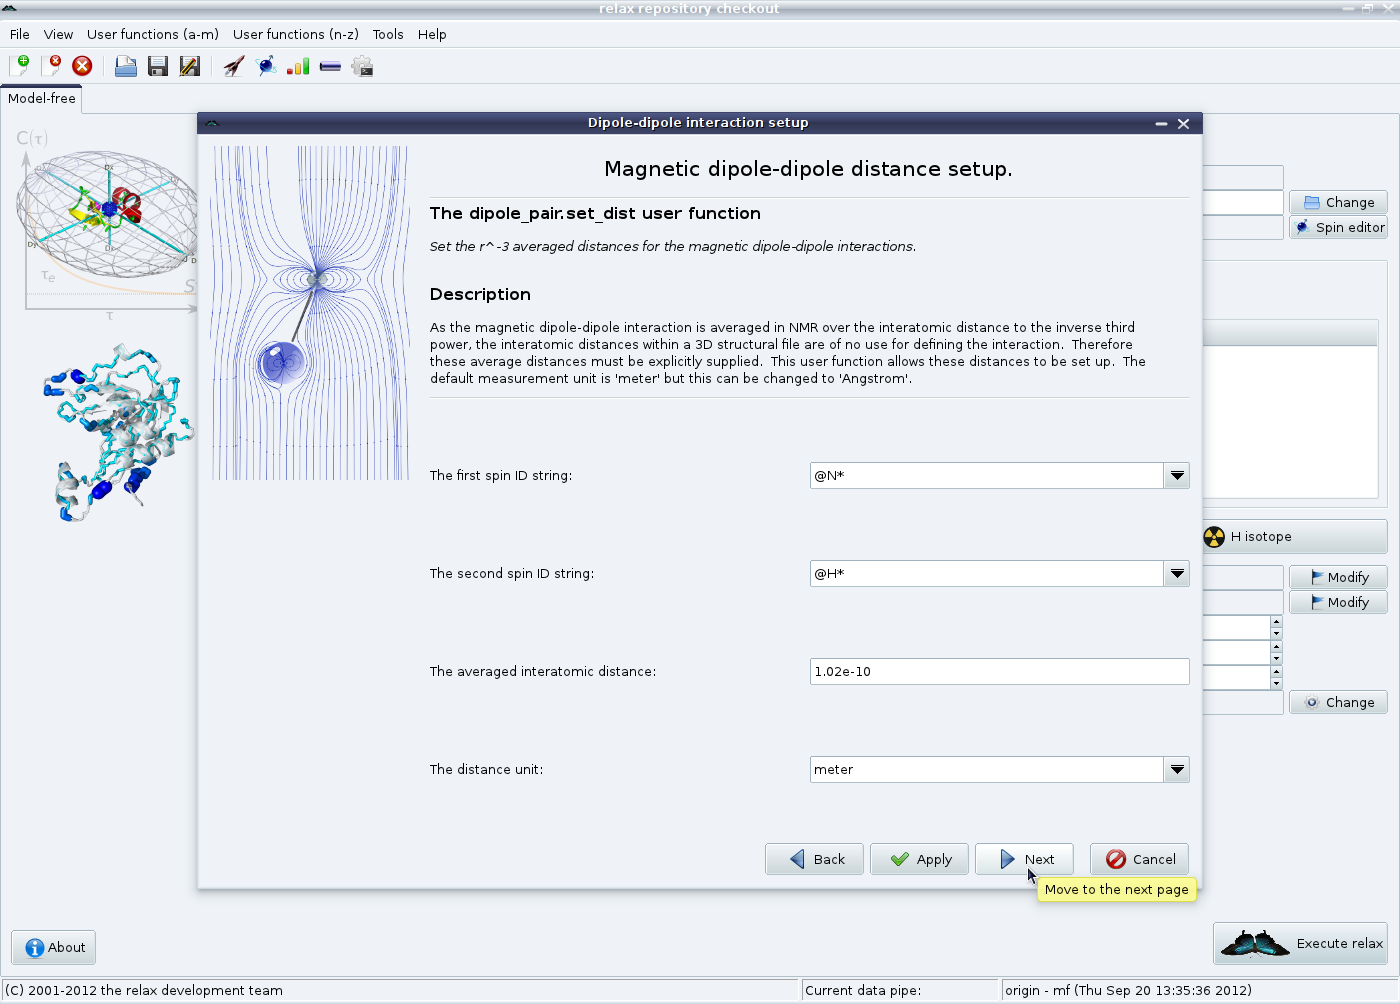 relax repository checkout
File View User functions (a-m) User functions (n-z) Tools Help
Model-free
Dipole-dipole interaction setup
C(τ)
τe
S
τ
Dz
Dx
Dy
Magnetic dipole-dipole distance setup.
The dipole_pair.set_dist user function
Set the r^-3 averaged distances for the magnetic dipole-dipole interactions.
Description
As the magnetic dipole-dipole interaction is averaged in NMR over the interatomic distance to the inverse third
power, the interatomic distances within a 3D structural file are of no use for defining the interaction.  Therefore
these average distances must be explicitly supplied.  This user function allows these distances to be set up.  The
default measurement unit is 'meter' but this can be changed to 'Angstrom'.
The first spin ID string: @N*
The second spin ID string: @H*
The averaged interatomic distance: 1.02e-10
The distance unit: meter
Back Apply Next Cancel
Move to the next page
Change
Spin editor
H isotope
Modify
Modify
Change
About
Execute relax
(C) 2001-2012 the relax development team Current data pipe: origin - mf (Thu Sep 20 13:35:36 2012)